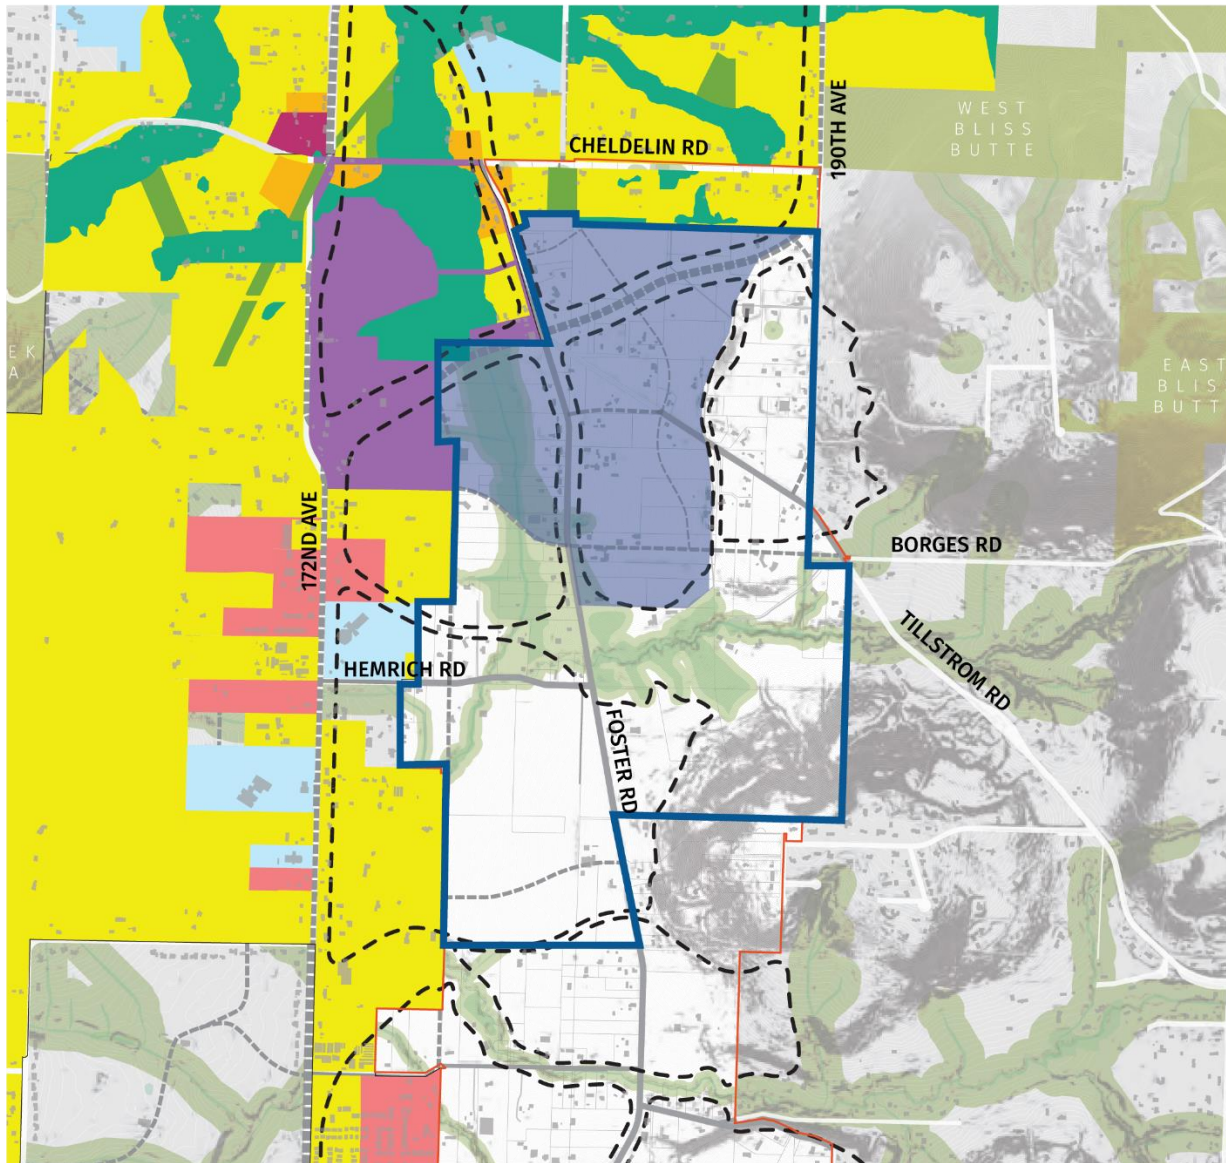 WEST
BLISS
BUTTE
CHELDELIN RD
190TH AVE
EK
A
EAST
BLIS
BUTT
172ND AVE
BORGES RD
TILLSTROM RD
HEMRICH RD
FOSTER RD